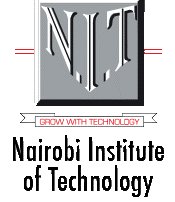 N.I.T
GROW WITH TECHNOLOGY
Nairobi Institute
of Technology